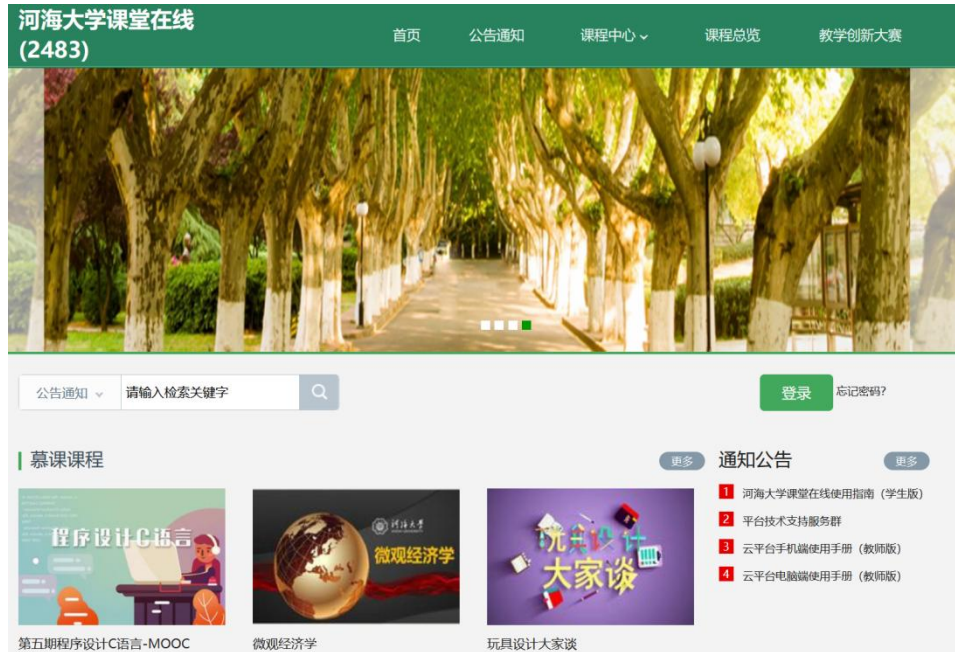 河海大学课堂在线
(2483)
首页 公告通知 课程中心 课程总览 教学创新大赛
公告通知 请输入检索关键字 登录 忘记密码?
慕课课程 更多 通知公告 更多
程序设计C语言
河海大学
微观经济学
玩具设计
大家谈
1 河海大学课堂在线使用指南（学生版）
2 平台技术支持服务群
3 云平台手机端使用手册（教师版）
4 云平台电脑端使用手册（教师版）
第五期程序设计C语言-MOOC 微观经济学 玩具设计大家谈